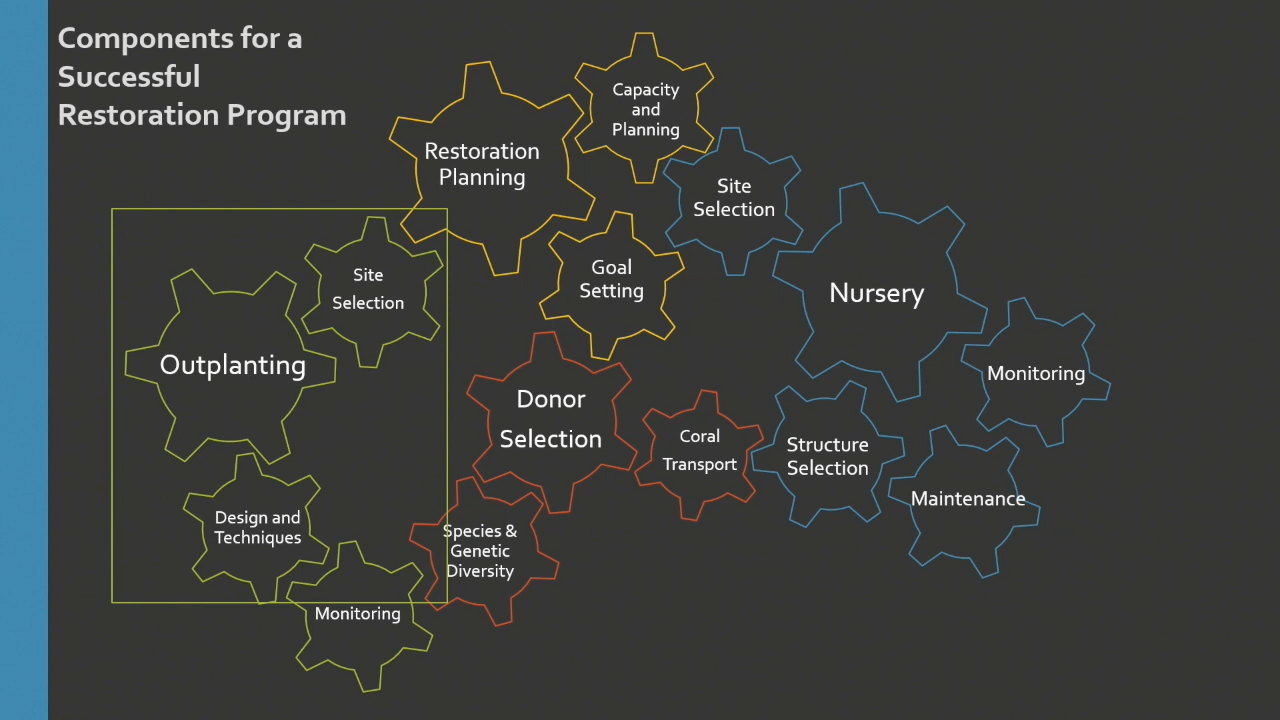 Components for a
Successful
Restoration Program
Capacity
and
Planning
Restoration
Planning
Site
Selection
Goal
Setting
Nursery
Site
Selection
Outplanting
Monitoring
Donor
Selection
Coral
Transport
Structure
Selection
Maintenance
Design and
Techniques
Species &
Genetic
Diversity
Monitoring